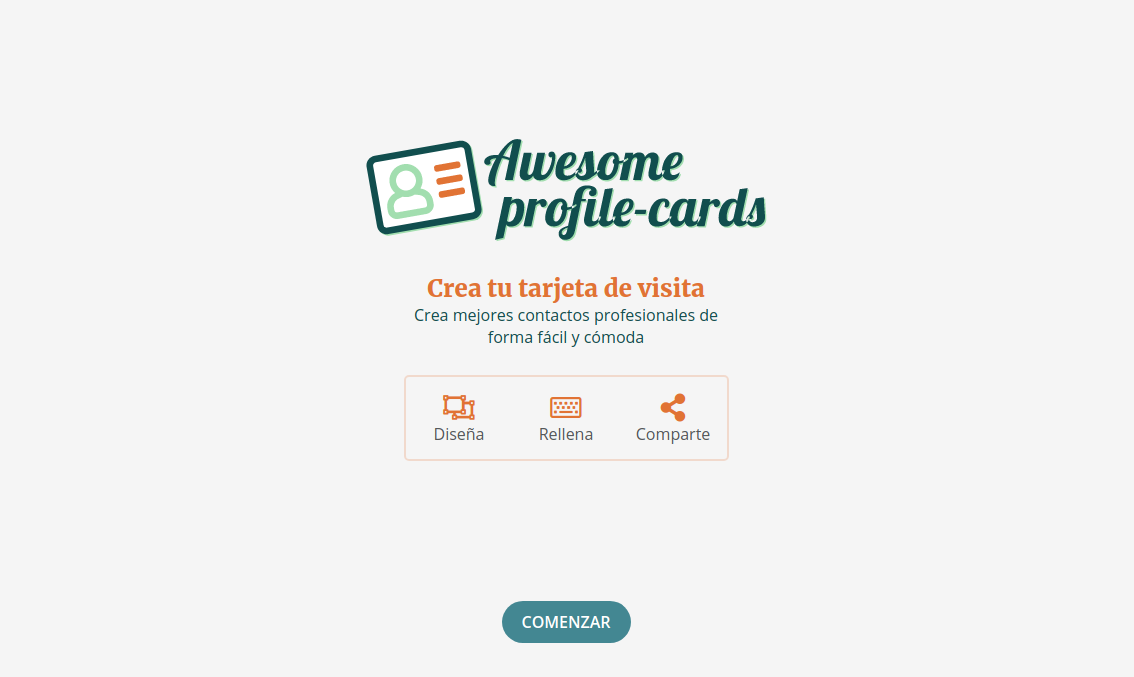 Awesome
profile-cards
Crea tu tarjeta de visita
Crea mejores contactos profesionales de
forma fácil y cómoda
Diseña Rellena Comparte
COMENZAR